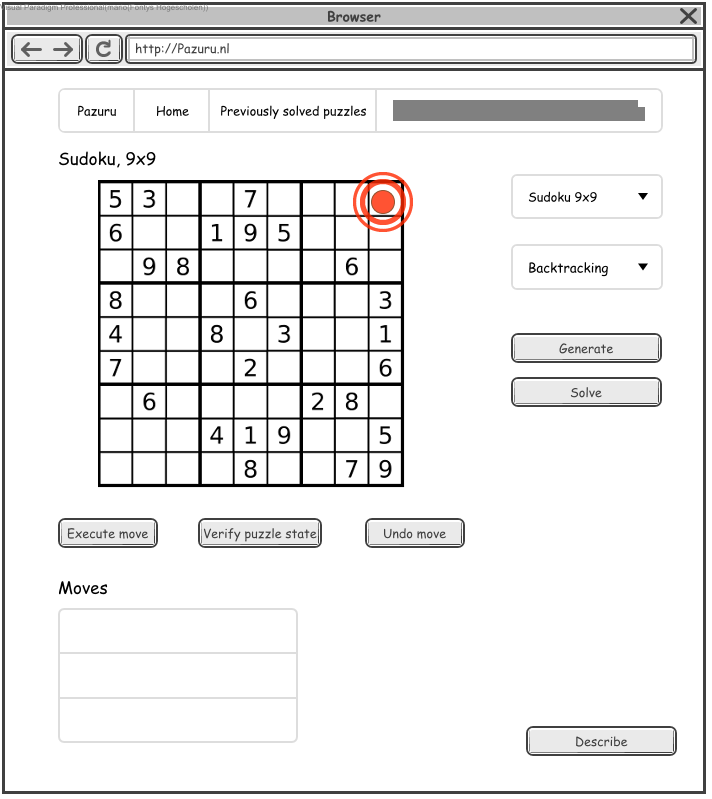 Visual Paradigm Professional(mano(Fontys Hogescholen))
Browser
http://Pazuru.nl
Pazuru Home Previously solved puzzles
Sudoku, 9x9
5 3 7
6 1 9 5
9 8 6
8 6 3
4 8 3 1
7 2 6
6 2 8
4 1 9 5
8 7 9
Sudoku 9x9
Backtracking
Generate
Solve
Execute move Verify puzzle state Undo move
Moves
Describe